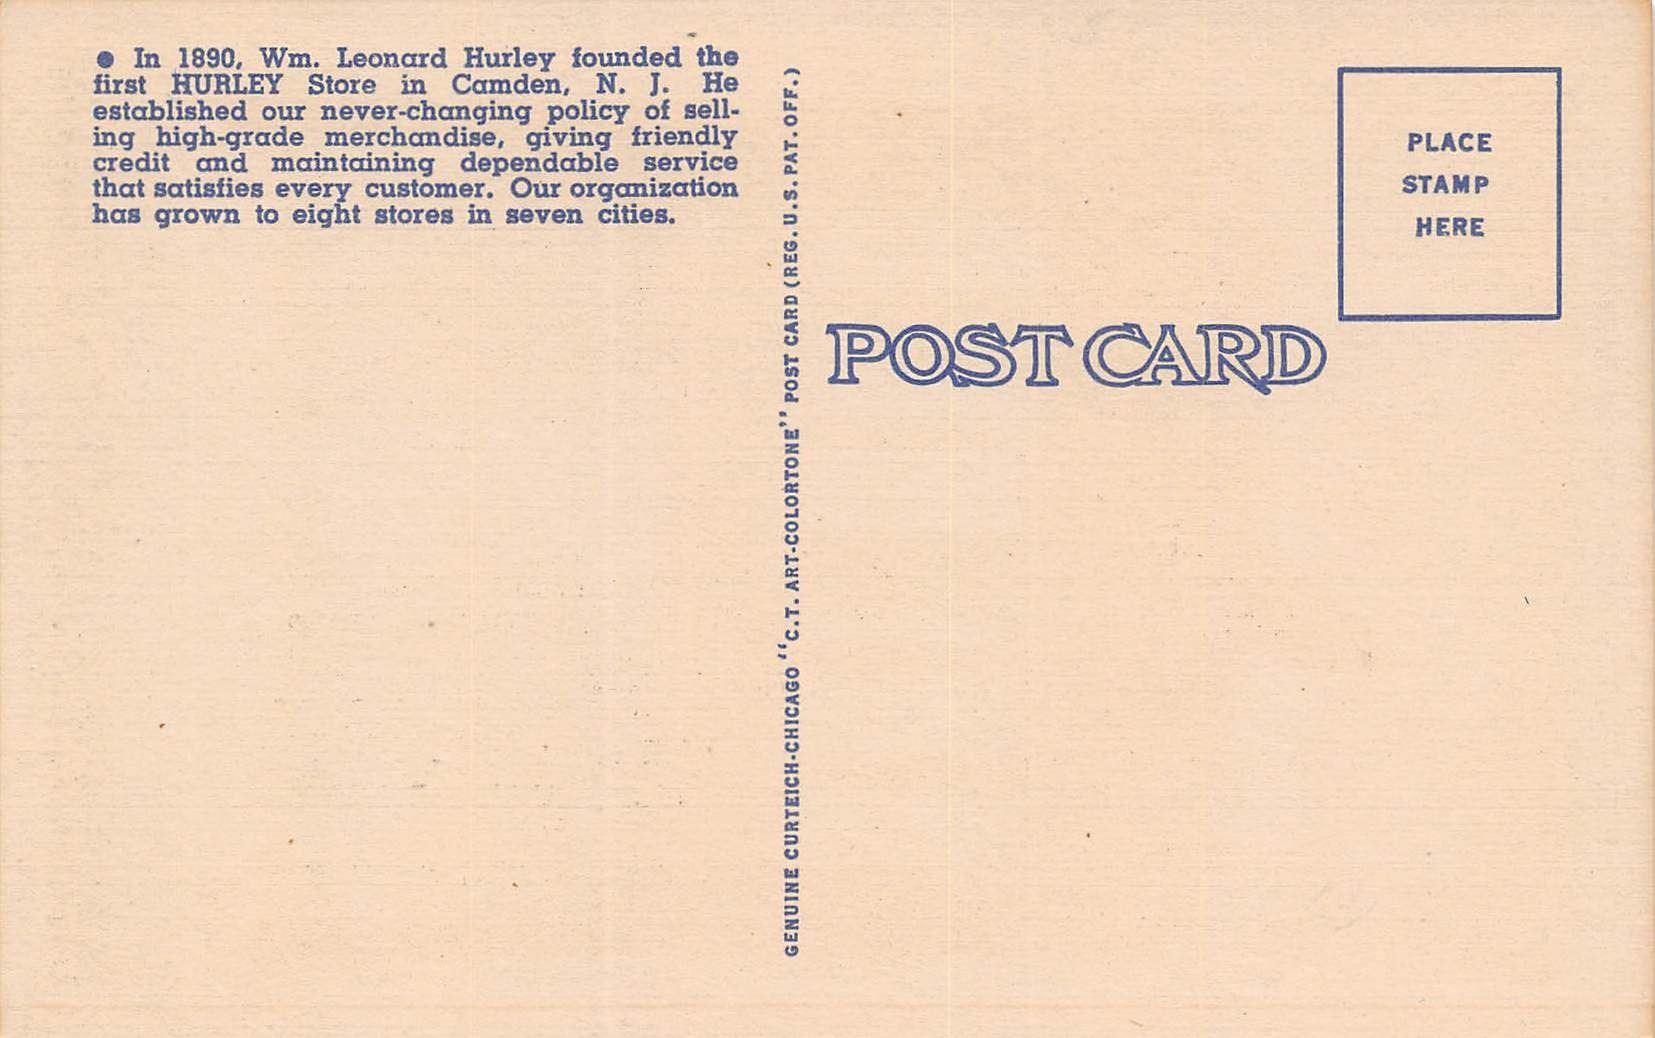 ● In 1890, Wm. Leonard Hurley founded the
first HURLEY Store in Camden, N. J. He
established our never-changing policy of sell-
ing high-grade merchandise, giving friendly
credit and maintaining dependable service
that satisfies every customer. Our organization
has grown to eight stores in seven cities.
GENUINE CURTEICH-CHICAGO "C.T. ART-COLORTONE" POST CARD (REG. U.S. PAT. OFF.)
POST CARD
PLACE
STAMP
HERE